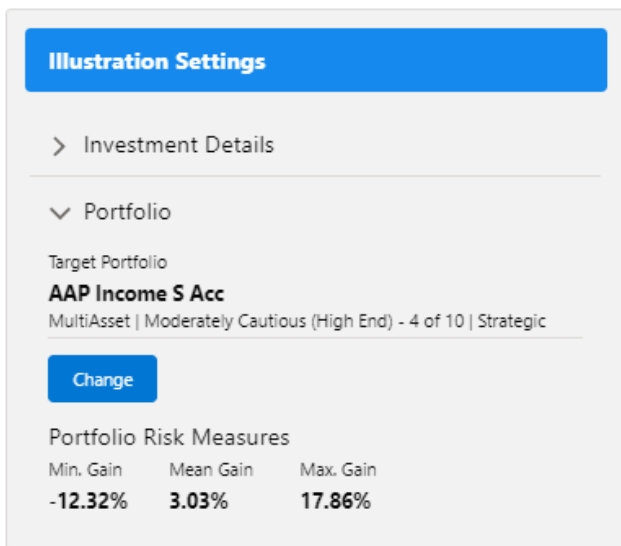 Illustration Settings
Investment Details
Portfolio
Target Portfolio
AAP Income S Acc
MultiAsset | Moderately Cautious (High End) - 4 of 10 | Strategic
Change
Portfolio Risk Measures
Min. Gain Mean Gain Max. Gain
-12.32% 3.03% 17.86%